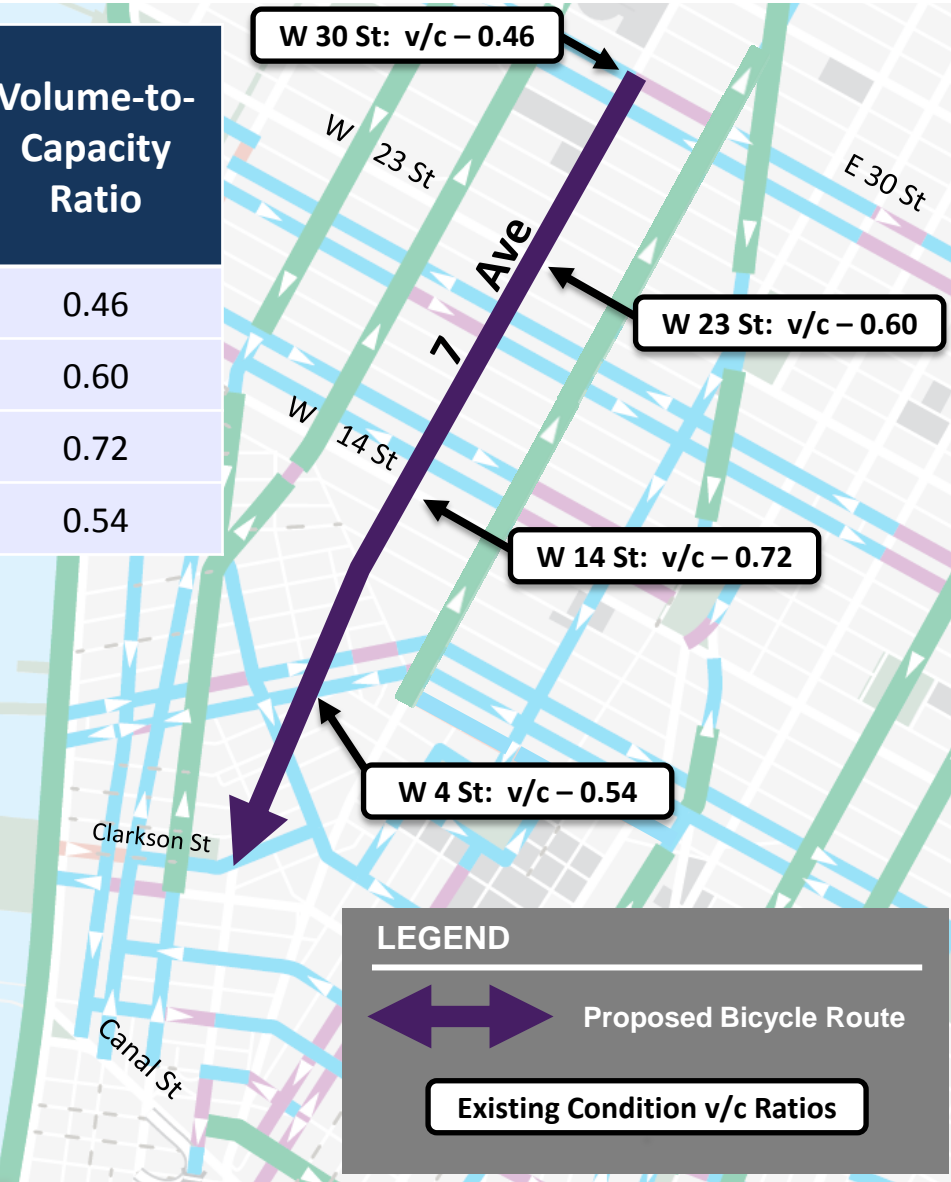 W 30 St:  v/c – 0.46
Volume-to-
Capacity
Ratio
0.46
0.60
0.72
0.54
W 23 St
E 30 St
7 Ave
W 23 St:  v/c – 0.60
W 14 St
W 14 St:  v/c – 0.72
W 4 St:  v/c – 0.54
Clarkson St
Canal St
LEGEND
Proposed Bicycle Route
Existing Condition v/c Ratios